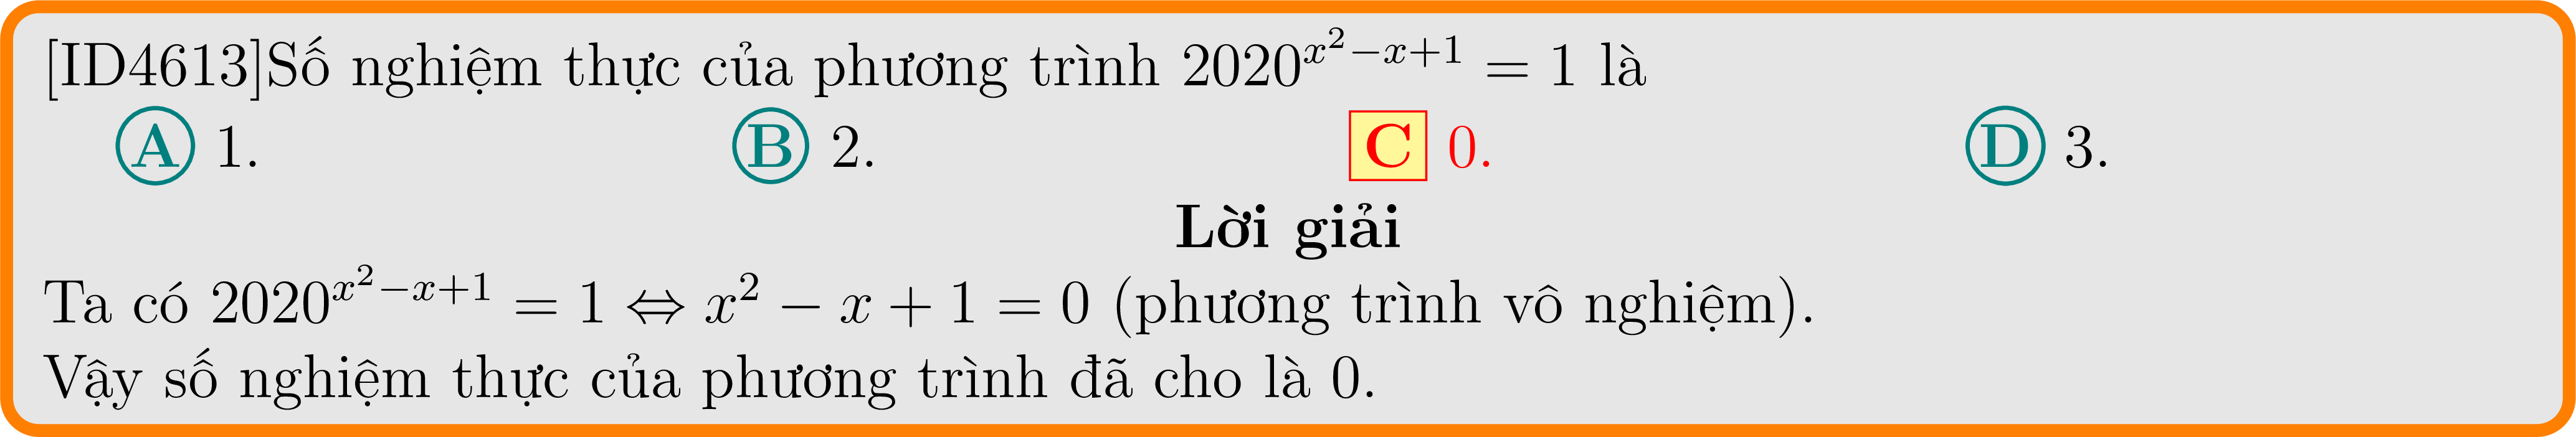 [ID4613]Số nghiệm thực của phương trình $2020^{x^2-x+1} = 1$ là
A 1. B 2. C 0. D 3.
Lời giải
Ta có $2020^{x^2-x+1} = 1 \Leftrightarrow x^2 - x + 1 = 0$ (phương trình vô nghiệm).
Vậy số nghiệm thực của phương trình đã cho là 0.